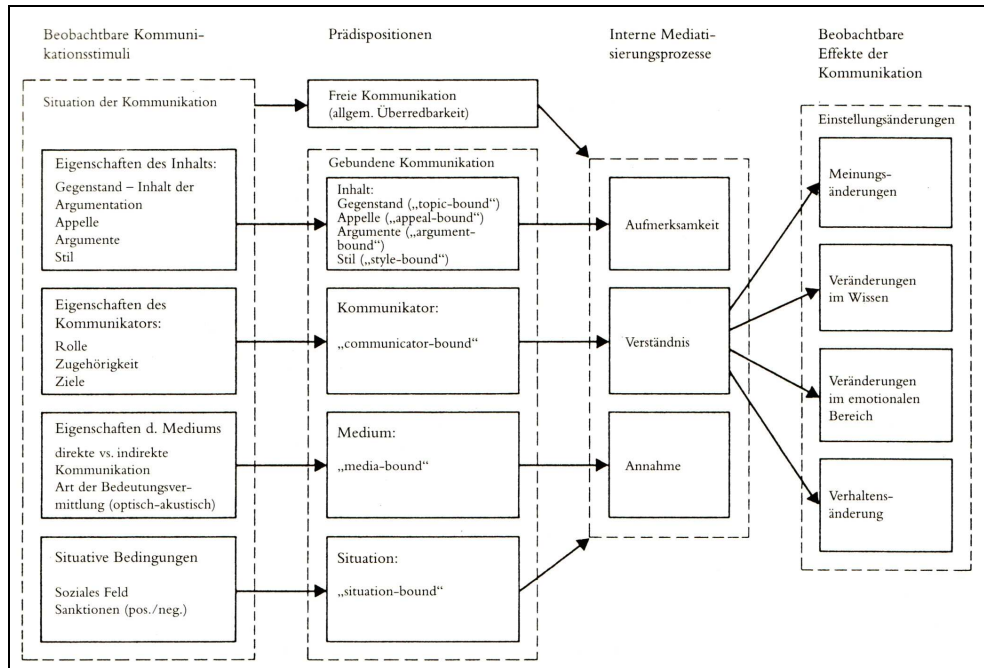 Beobachtbare Kommuni-
kationsstimuli
Situation der Kommunikation
Eigenschaften des Inhalts:
Gegenstand – Inhalt der
Argumentation
Appelle
Argumente
Stil
Eigenschaften des
Kommunikators:
Rolle
Zugehörigkeit
Ziele
Eigenschaften d. Mediums
direkte vs. indirekte
Kommunikation
Art der Bedeutungsver-
mittlung (optisch-akustisch)
Situative Bedingungen
Soziales Feld
Sanktionen (pos./neg.)
Prädispositionen
Freie Kommunikation
(allgem. Überredbarkeit)
Gebundene Kommunikation
Inhalt:
Gegenstand („topic-bound“)
Appelle („appeal-bound“)
Argumente („argument-
bound“)
Stil („style-bound“)
Kommunikator:
„communicator-bound“
Medium:
„media-bound“
Situation:
„situation-bound“
Interne Mediati-
sierungsprozesse
Aufmerksamkeit
Verständnis
Annahme
Beobachtbare
Effekte der
Kommunikation
Einstellungsänderungen
Meinungs-
änderungen
Veränderungen
im Wissen
Veränderungen
im emotionalen
Bereich
Verhaltens-
änderung